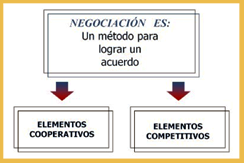 NEGOCIACIÓN ES:
Un método para
lograr un
acuerdo
ELEMENTOS
COOPERATIVOS
ELEMENTOS
COMPETITIVOS